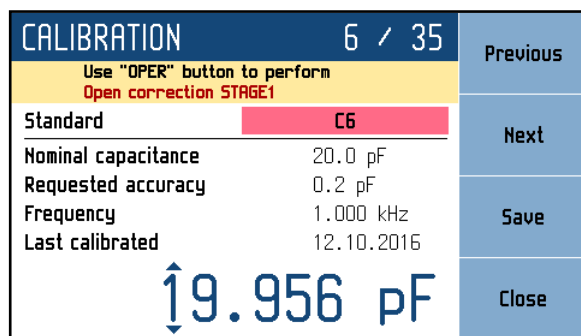 CALIBRATION 6 / 35
Use "OPER" button to perform
Open correction STAGE1
Standard C6
Nominal capacitance 20.0 pF
Requested accuracy 0.2 pF
Frequency 1.000 kHz
Last calibrated 12.10.2016
19.956 pF
Previous
Next
Save
Close